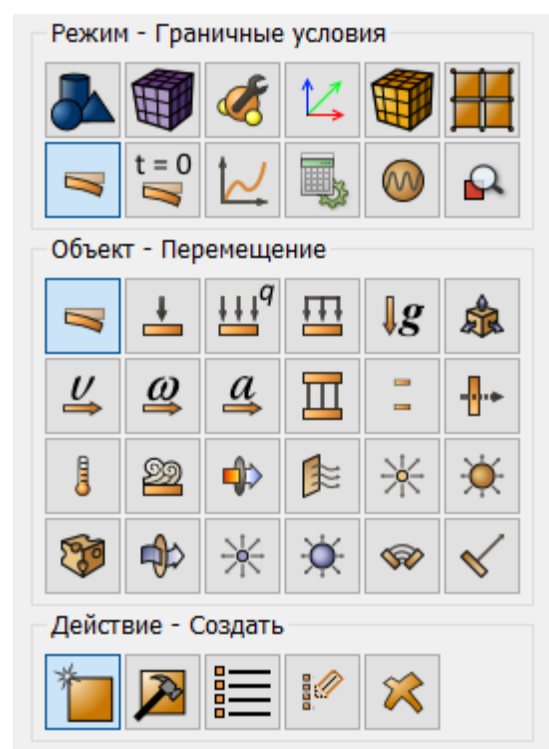 Режим - Граничные условия
t = 0
Объект - Перемещение
q
g
υ ω a
Действие - Создать